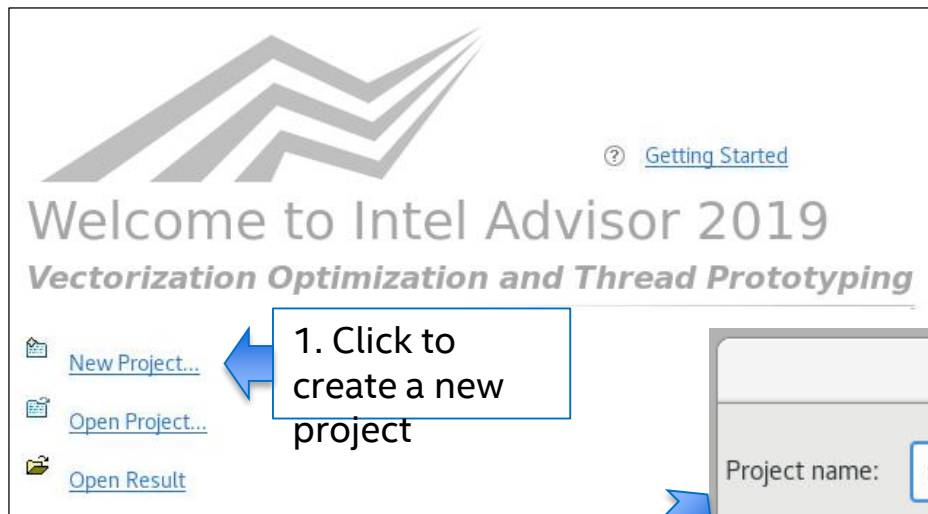 Getting Started
Welcome to Intel Advisor 2019
Vectorization Optimization and Thread Prototyping
New Project...
1. Click to
create a new
project
Open Project...
Open Result
Project name: